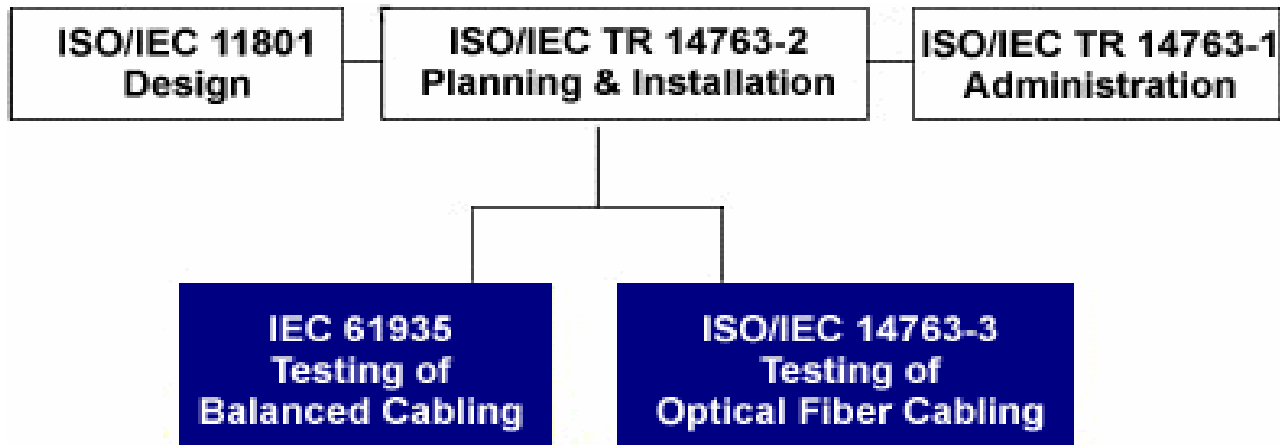 ISO/IEC 11801
Design
ISO/IEC TR 14763-2
Planning & Installation
ISO/IEC TR 14763-1
Administration
IEC 61935
Testing of
Balanced Cabling
ISO/IEC 14763-3
Testing of
Optical Fiber Cabling